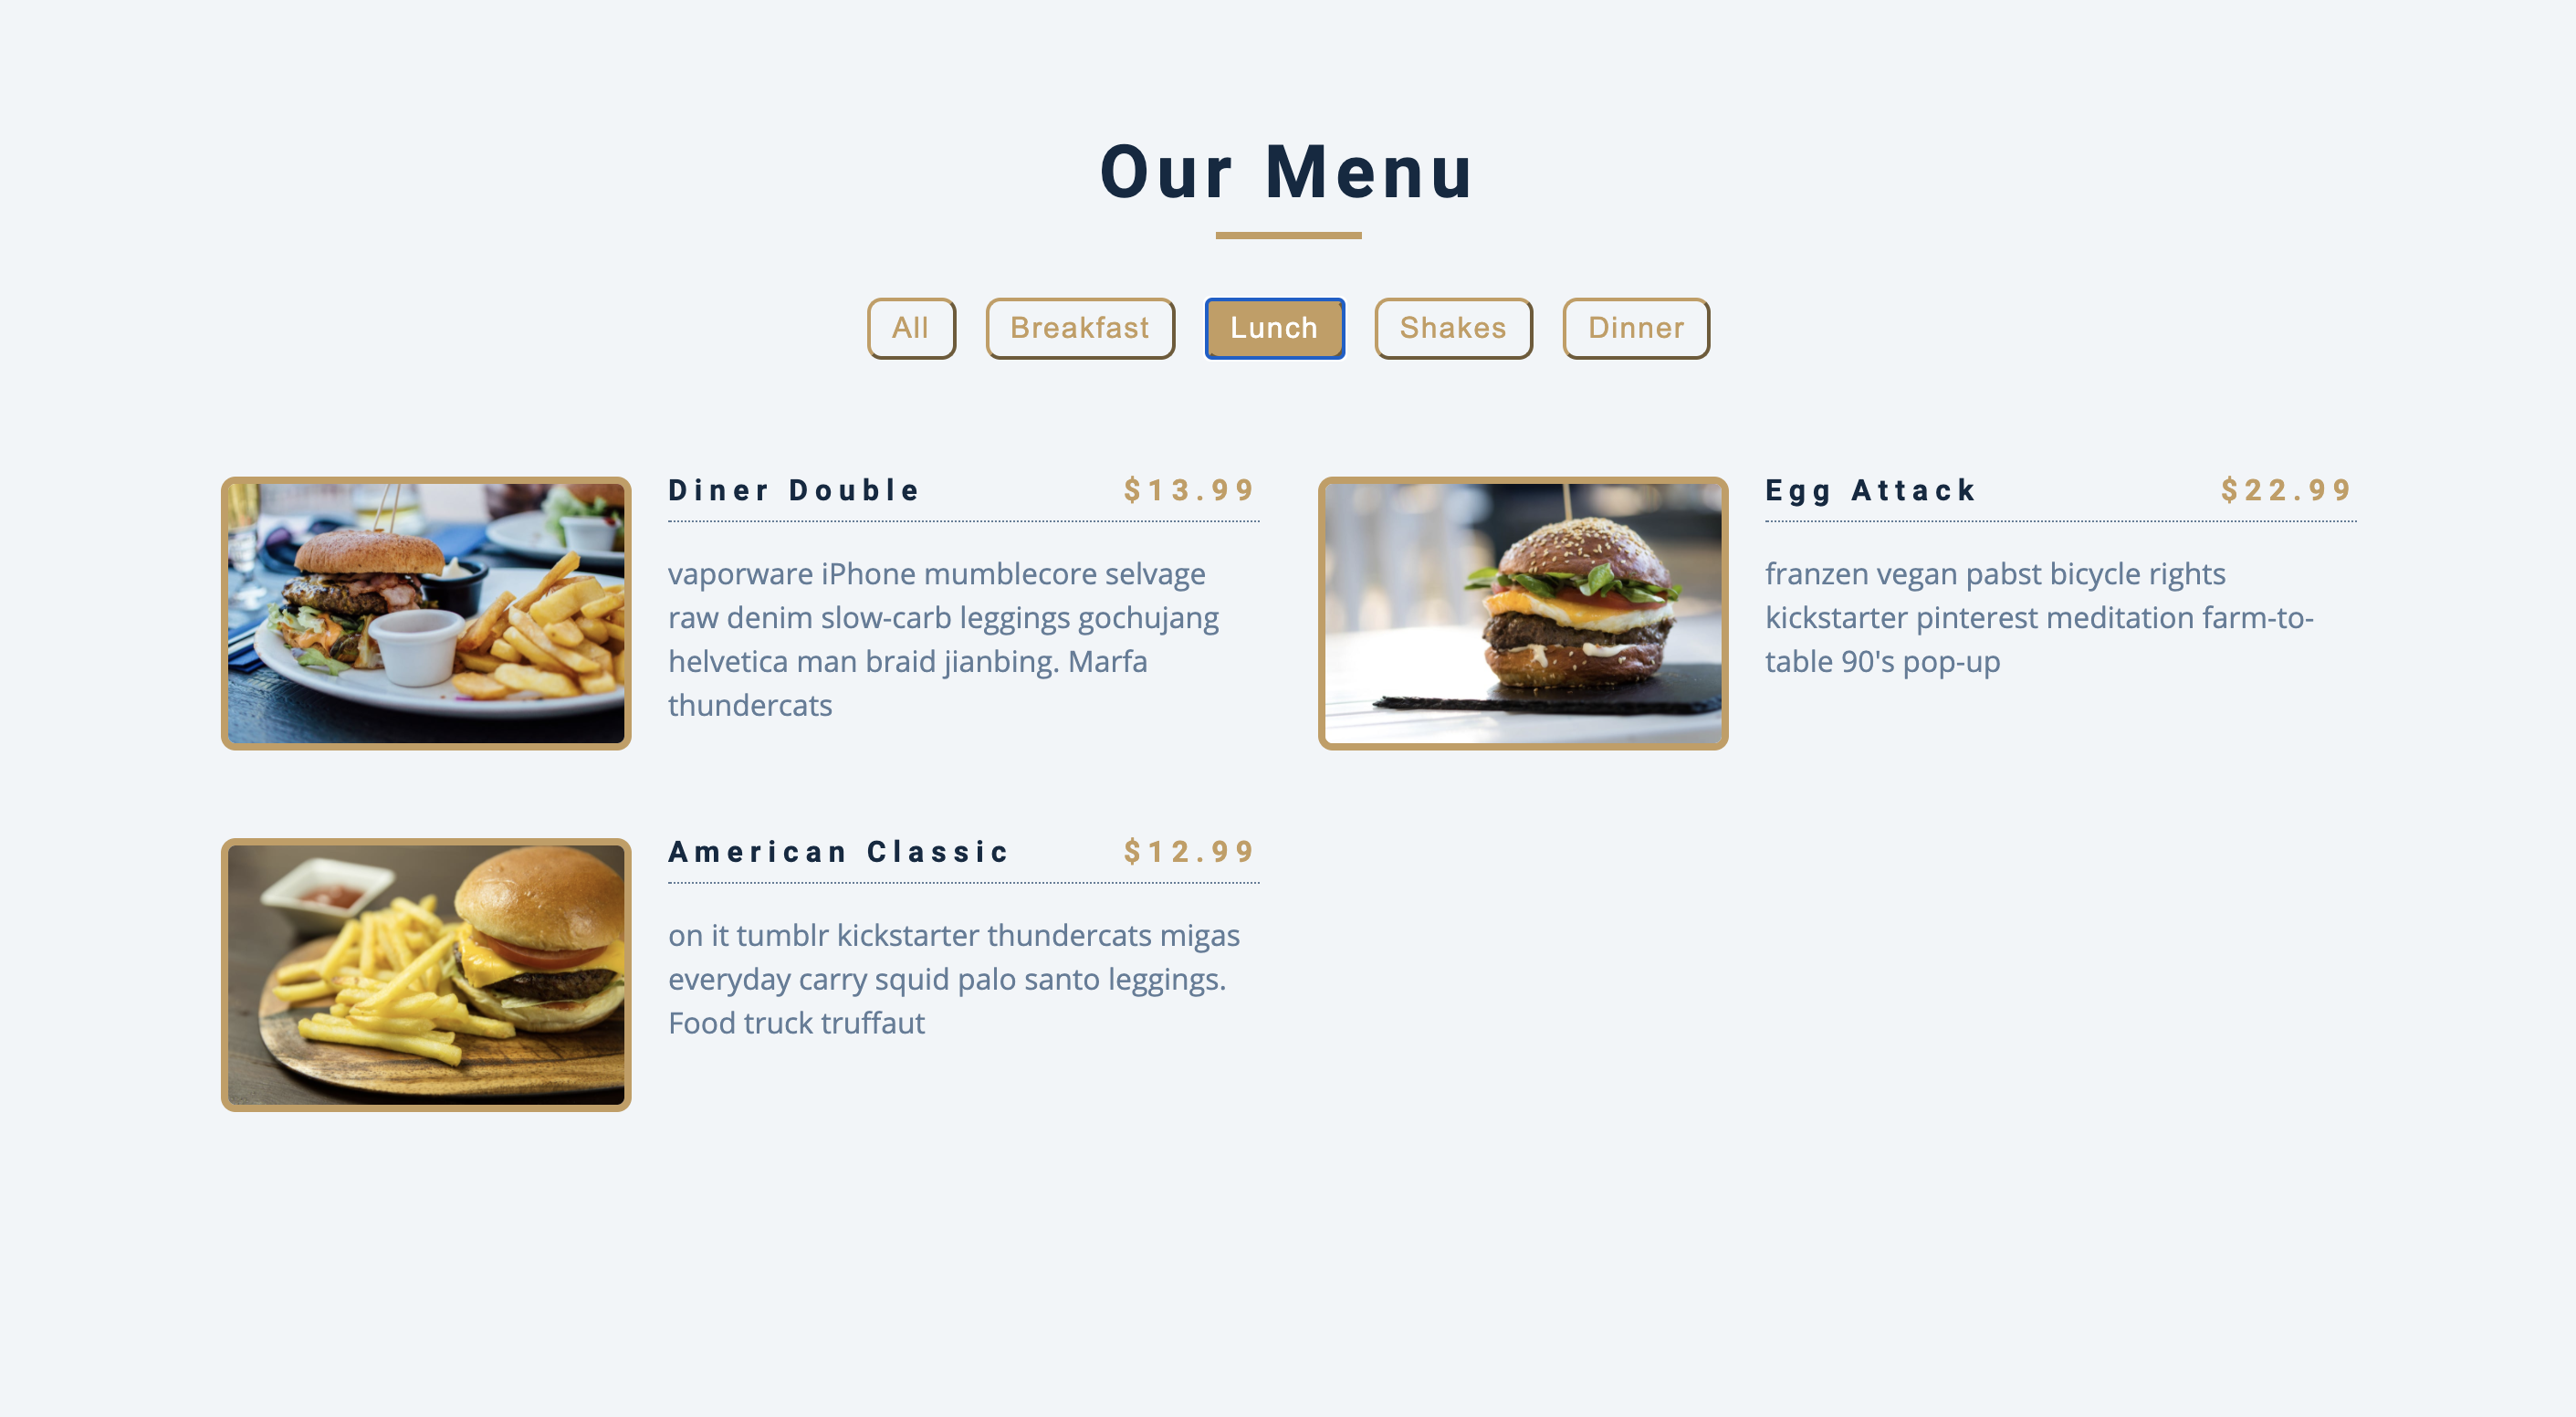 Our Menu
All Breakfast Lunch Shakes Dinner
Diner Double $13.99
vaporware iPhone mumblecore selvage
raw denim slow-carb leggings gochujang
helvetica man braid jianbing. Marfa
thundercats
Egg Attack $22.99
franzen vegan pabst bicycle rights
kickstarter pinterest meditation farm-to-
table 90's pop-up
American Classic $12.99
on it tumblr kickstarter thundercats migas
everyday carry squid palo santo leggings.
Food truck truffaut